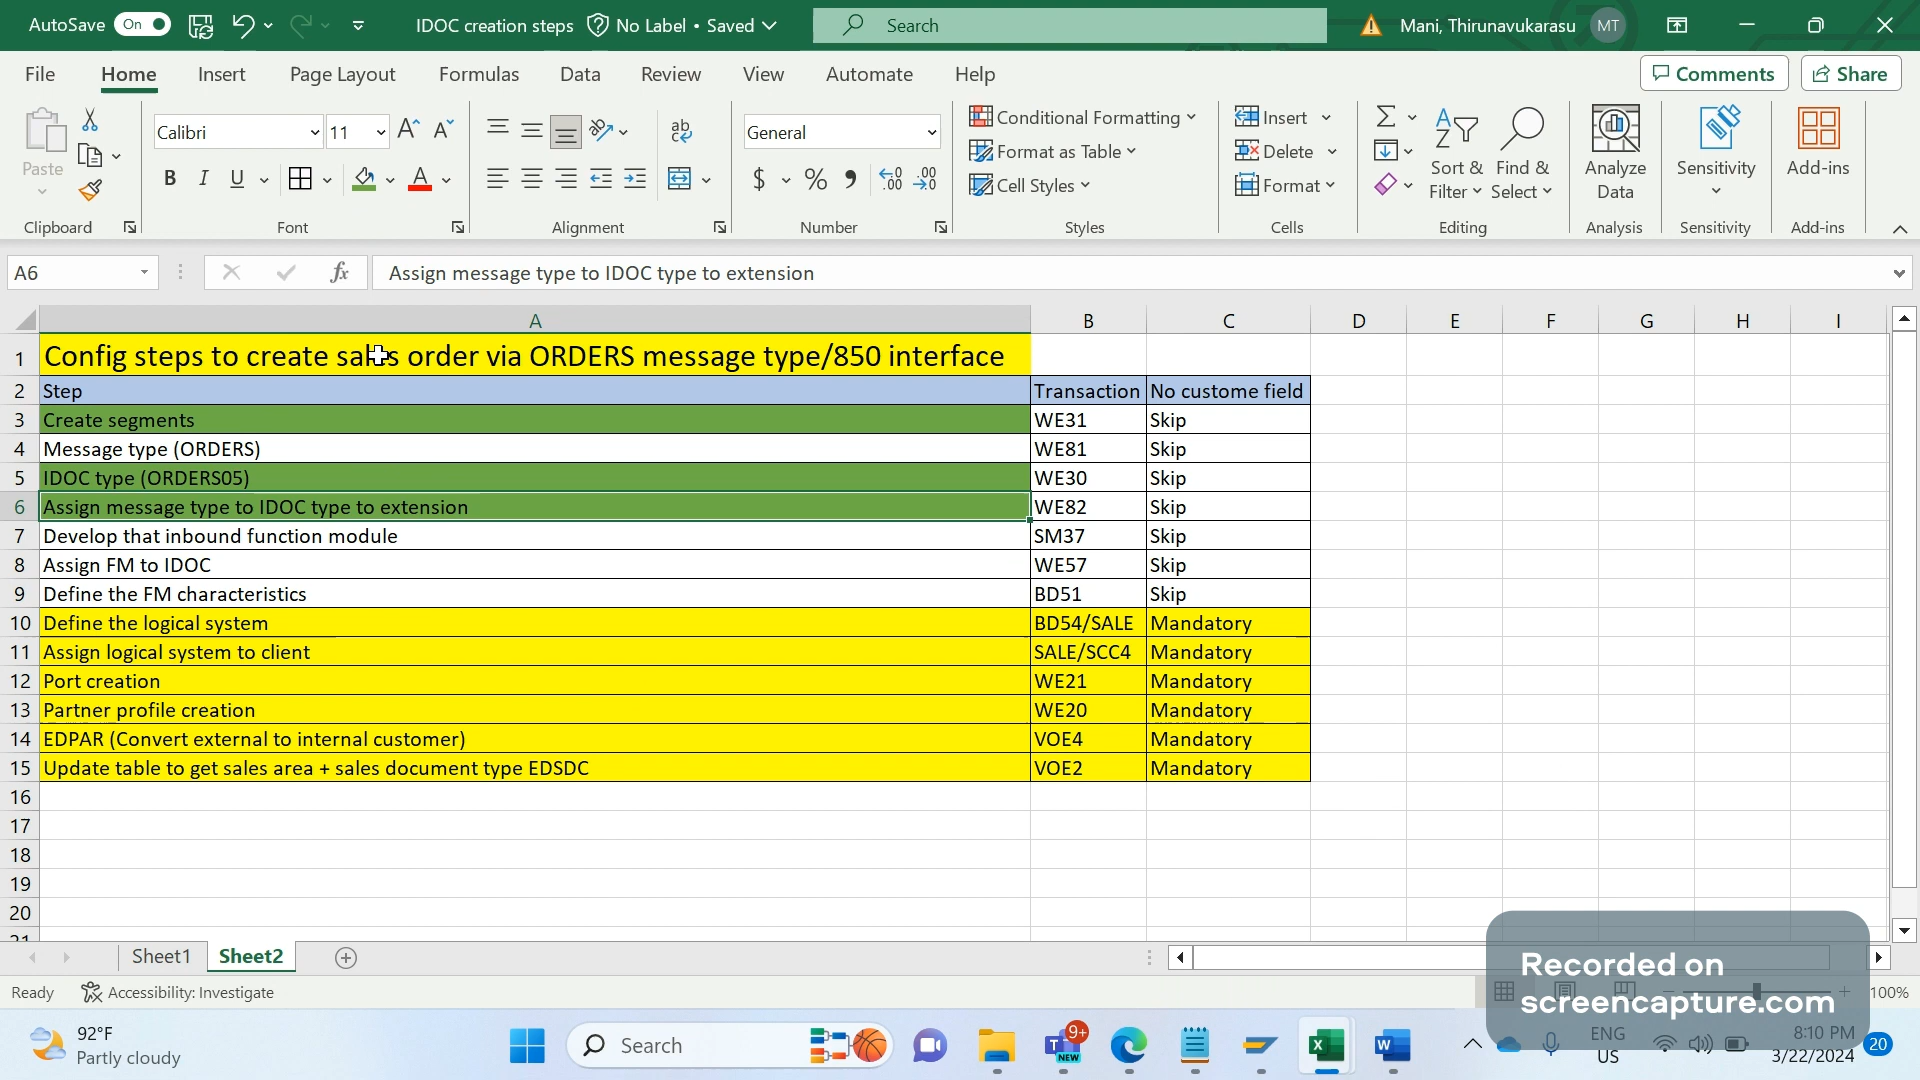 AutoSave On IDOC creation steps No Label • Saved Search Mani, Thirunavukarasu MT
File Home Insert Page Layout Formulas Data Review View Automate Help Comments Share
Paste Calibri 11 General Conditional Formatting Format as Table Cell Styles Insert Delete Format Sort & Filter Find & Select Analyze Data Sensitivity Add-ins
Clipboard Font Alignment Number Styles Cells Editing Analysis Sensitivity Add-ins
A6 fx Assign message type to IDOC type to extension
A B C D E F G H I
1 Config steps to create sales order via ORDERS message type/850 interface
2 Step Transaction No custome field
3 Create segments WE31 Skip
4 Message type (ORDERS) WE81 Skip
5 IDOC type (ORDERS05) WE30 Skip
6 Assign message type to IDOC type to extension WE82 Skip
7 Develop that inbound function module SM37 Skip
8 Assign FM to IDOC WE57 Skip
9 Define the FM characteristics BD51 Skip
10 Define the logical system BD54/SALE Mandatory
11 Assign logical system to client SALE/SCC4 Mandatory
12 Port creation WE21 Mandatory
13 Partner profile creation WE20 Mandatory
14 EDPAR (Convert external to internal customer) VOE4 Mandatory
15 Update table to get sales area + sales document type EDSDC VOE2 Mandatory
16
17
18
19
20
21
Sheet1 Sheet2
Ready Accessibility: Investigate 100%
Recorded on
screencapture.com
92°F
Partly cloudy
Search
9+
NEW
ENG
US
8:10 PM
3/22/2024
20